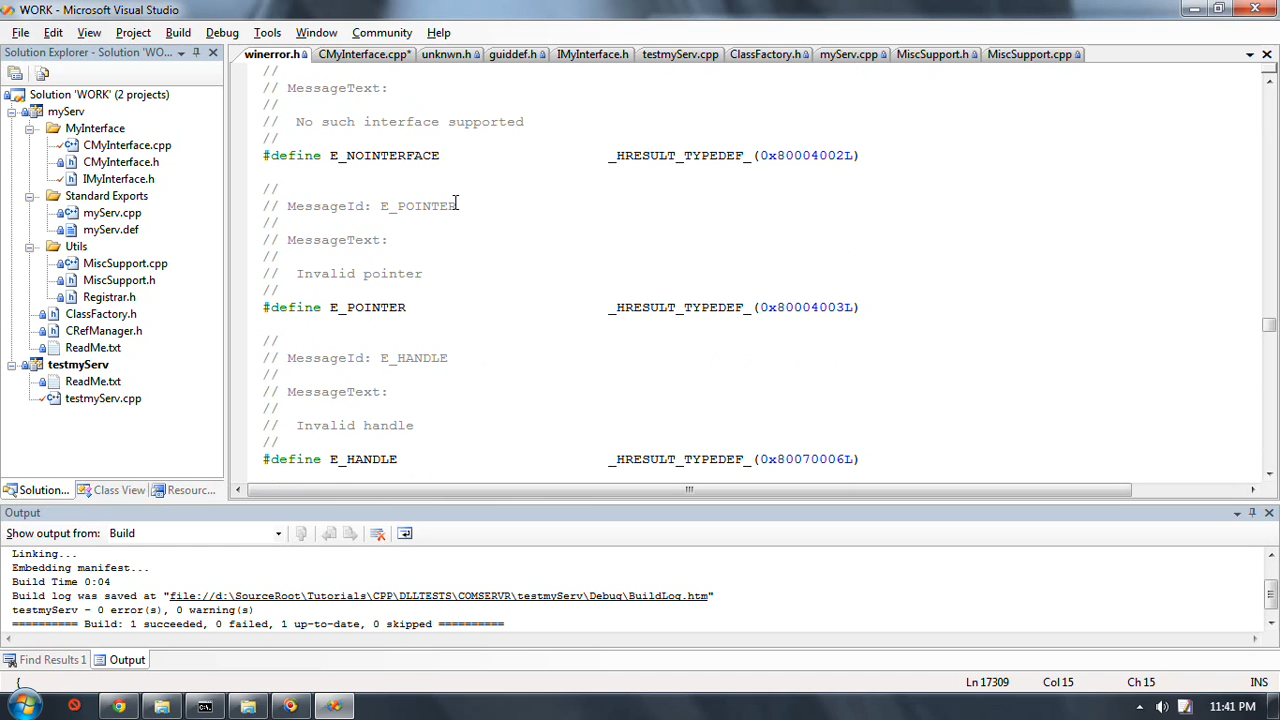 WORK - Microsoft Visual Studio
File Edit View Project Build Debug Tools Window Community Help
Solution Explorer - Solution "WO...
winerror.h CMyInterface.cpp* unknwn.h guiddef.h IMyInterface.h testmyServ.cpp ClassFactory.h myServ.cpp MiscSupport.h MiscSupport.cpp
Solution 'WORK' (2 projects)
myServ
MyInterface
CMyInterface.cpp
CMyInterface.h
IMyInterface.h
Standard Exports
myServ.cpp
myServ.def
Utils
MiscSupport.cpp
MiscSupport.h
Registrar.h
ClassFactory.h
CRefManager.h
ReadMe.txt
testmyServ
ReadMe.txt
testmyServ.cpp
Solution... Class View Resourc...
//
// MessageText:
//
// No such interface supported
//
#define E_NOINTERFACE _HRESULT_TYPEDEF_(0x80004002L)
//
// MessageId: E_POINTER
//
// MessageText:
//
// Invalid pointer
//
#define E_POINTER _HRESULT_TYPEDEF_(0x80004003L)
//
// MessageId: E_HANDLE
//
// MessageText:
//
// Invalid handle
//
#define E_HANDLE _HRESULT_TYPEDEF_(0x80070006L)
Output
Show output from: Build
Linking...
Embedding manifest...
Build Time 0:04
Build log was saved at "file://d:\SourceRoot\Tutorials\CPP\DLLTESTS\COMSERVR\testmyServ\Debug\BuildLog.htm"
testmyServ - 0 error(s), 0 warning(s)
========== Build: 1 succeeded, 0 failed, 1 up-to-date, 0 skipped ==========
Find Results 1 Output
{ Ln 17309 Col 15 Ch 15 INS
11:41 PM